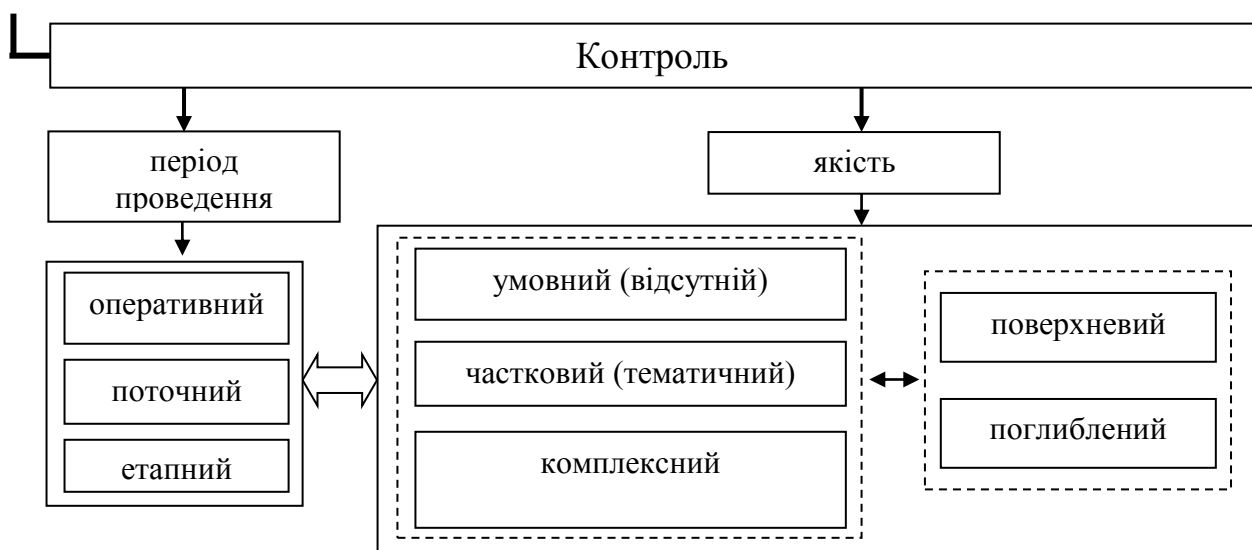 Контроль
період
проведення
якість
оперативний
поточний
етапний
умовний (відсутній)
частковий (тематичний)
комплексний
поверхневий
поглиблений